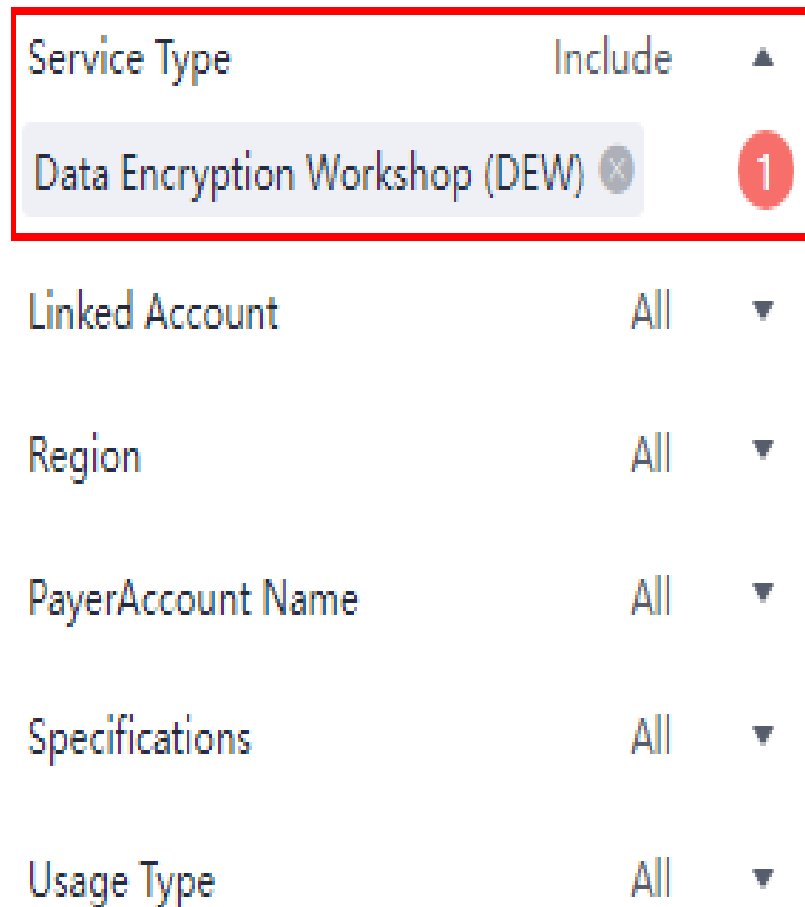 Service Type Include
Data Encryption Workshop (DEW)
1
Linked Account All
Region All
PayerAccount Name All
Specifications All
Usage Type All